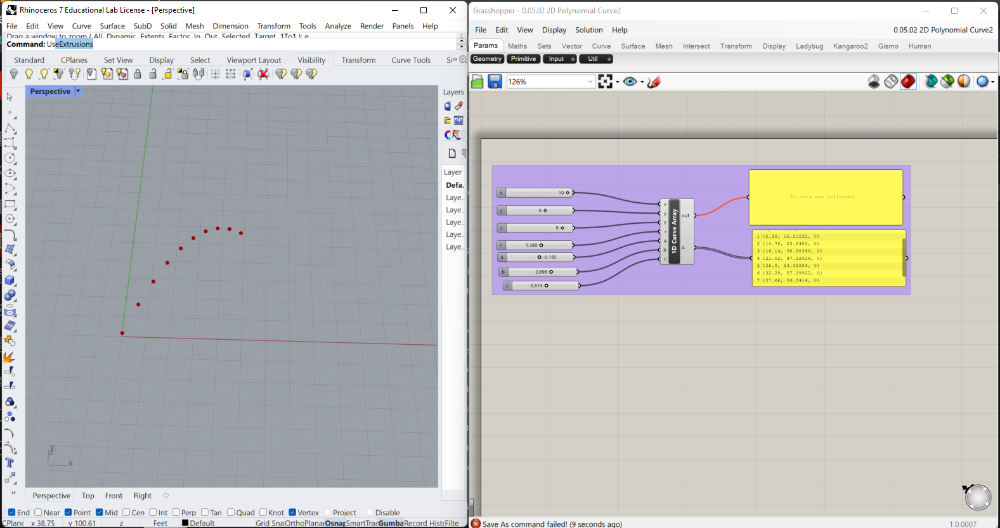 Rhinoceros 7 Educational Lab License - [Perspective]
File Edit View Curve Surface SubD Solid Mesh Dimension Transform Tools Analyze Render Panels Help
Drag a window to zoom ( All Dynamic Extents Factor In Out Selected Target 1To1 ): e
Command: UseExtrusions
Standard CPlanes Set View Display Select Viewport Layout Visibility Transform Curve Tools
Perspective
Layers
Layer
Defa..
Laye..
Laye..
Laye..
Laye..
Laye..
y
z
x
Perspective Top Front Right
End Near Point Mid Cen Int Perp Tan Quad Knot Vertex Project Disable
CPlane x 38.75 y 100.61 z Feet Default Grid Sna Ortho Planar Osnap SmartTrac Gumba Record Histo Filte
Grasshopper - 0.05.02 2D Polynomial Curve2
File Edit View Display Solution Help 0.05.02 2D Polynomial Curve2
Params Maths Sets Vector Curve Surface Mesh Intersect Transform Display Ladybug Kangaroo2 Gismo Human
Geometry Primitive Input Util
126%
x 10
y 6
z 9
r 5.380
a -0.195
b 2.896
c 0.313
x
y
z
r
a
b
c
1D Curve Array
out
A
No data was collected…
1 {5.38, 16.21532, 0}
2 {10.76, 28.6485, 0}
3 {16.14, 38.98348, 0}
4 {21.52, 47.22026, 0}
5 {26.9, 53.35884, 0}
6 {32.28, 57.39922, 0}
7 {37.66, 59.3414, 0}
Save As command failed! (9 seconds ago)
1.0.0007